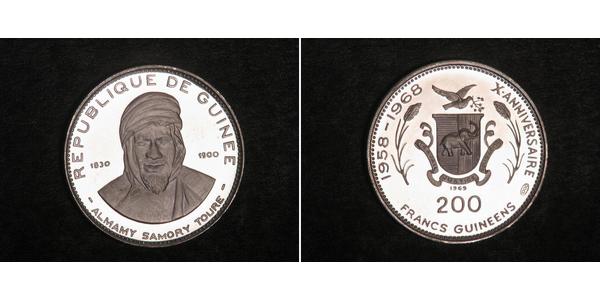 REPUBLIQUE DE GUINEE
1830
1900
- ALMAMY SAMORY TOURE -
1958-1968
X.ANNIVERSAIRE
1969
200
FRANCS GUINEENS